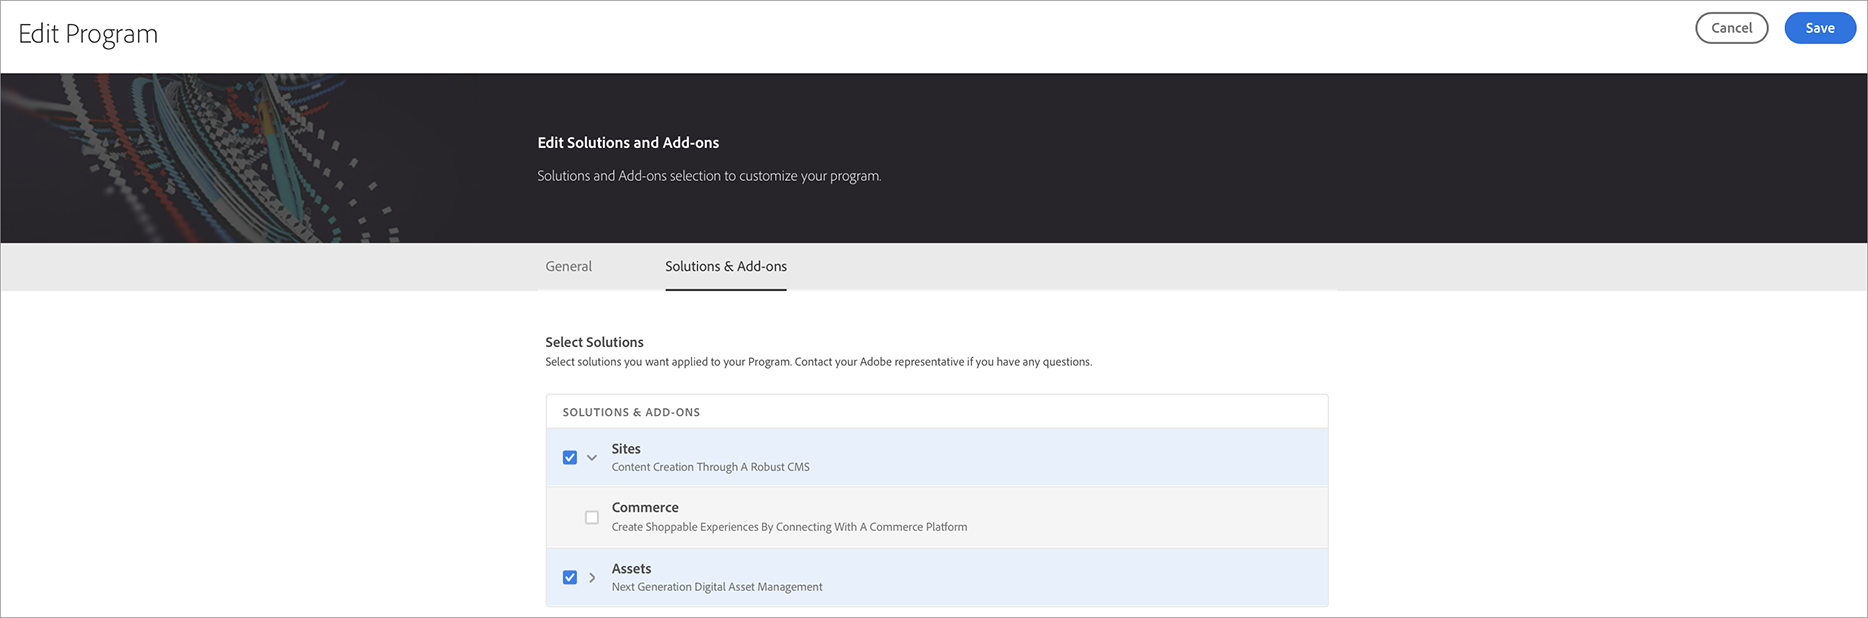 Edit Program
Cancel
Save
Edit Solutions and Add-ons
Solutions and Add-ons selection to customize your program.
General
Solutions & Add-ons
Select Solutions
Select solutions you want applied to your Program. Contact your Adobe representative if you have any questions.
SOLUTIONS & ADD-ONS
Sites
Content Creation Through A Robust CMS
Commerce
Create Shoppable Experiences By Connecting With A Commerce Platform
Assets
Next Generation Digital Asset Management